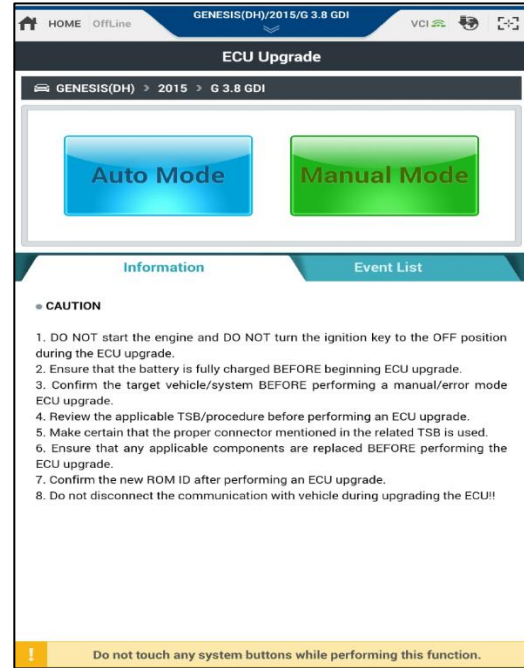 GENESIS(DH)/2015/G 3.8 GDI
HOME OffLine VCI
ECU Upgrade
GENESIS(DH) > 2015 > G 3.8 GDI
Auto Mode Manual Mode
Information Event List
CAUTION
1. DO NOT start the engine and DO NOT turn the ignition key to the OFF position
during the ECU upgrade.
2. Ensure that the battery is fully charged BEFORE beginning ECU upgrade.
3. Confirm the target vehicle/system BEFORE performing a manual/error mode
ECU upgrade.
4. Review the applicable TSB/procedure before performing an ECU upgrade.
5. Make certain that the proper connector mentioned in the related TSB is used.
6. Ensure that any applicable components are replaced BEFORE performing the
ECU upgrade.
7. Confirm the new ROM ID after performing an ECU upgrade.
8. Do not disconnect the communication with vehicle during upgrading the ECU!!
! Do not touch any system buttons while performing this function.